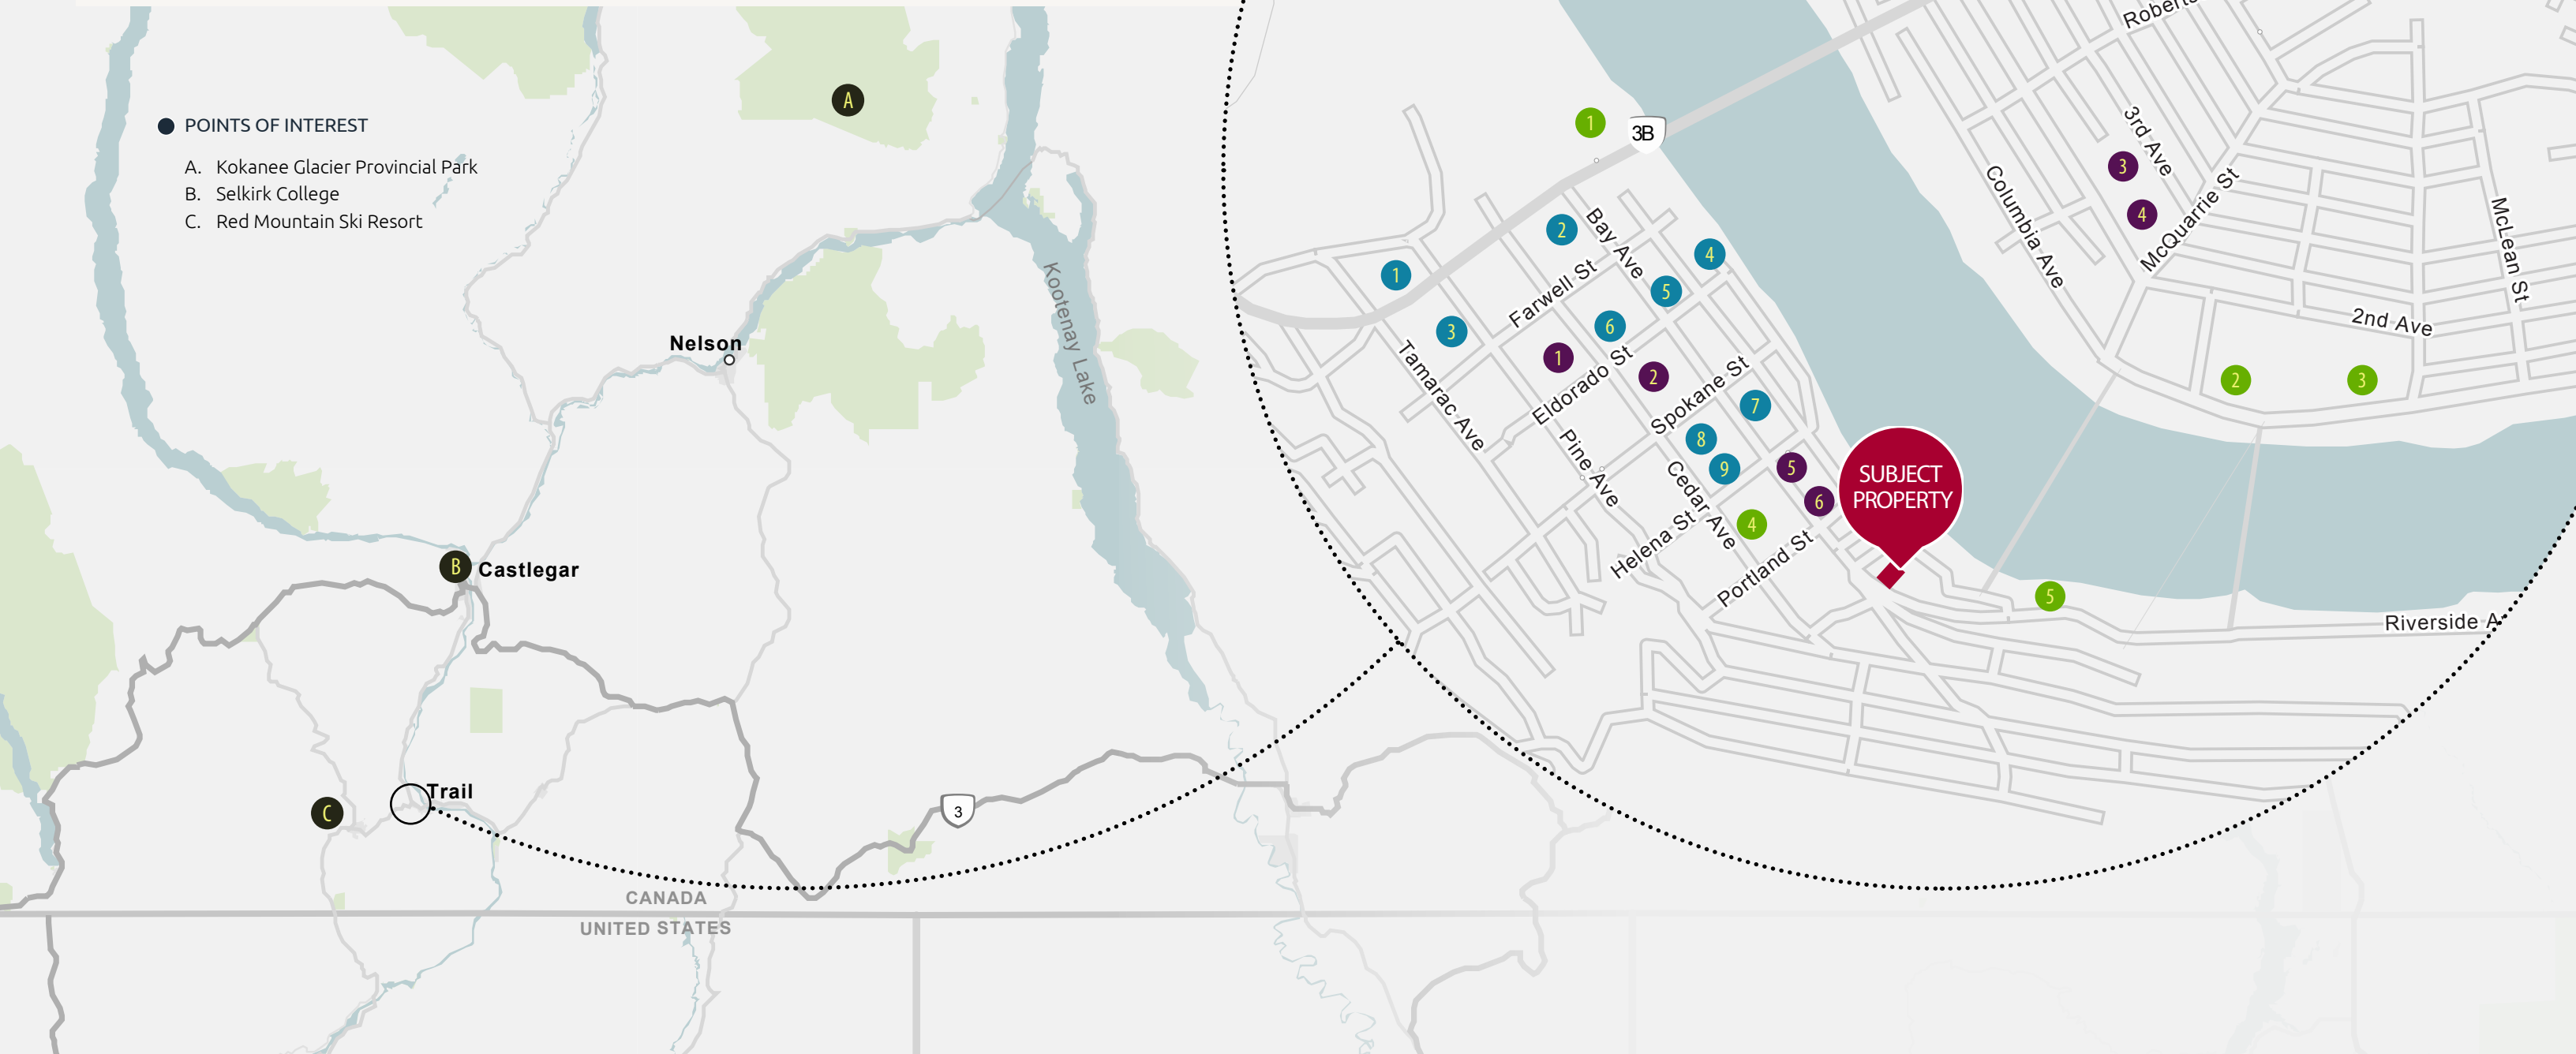 POINTS OF INTEREST
A. Kokanee Glacier Provincial Park
B. Selkirk College
C. Red Mountain Ski Resort
A
Kootenay Lake
Nelson
B
Castlegar
C
Trail
3
CANADA
UNITED STATES
3B
1
2
1
3
4
5
6
1
2
7
8
9
5
6
4
3
4
2
3
5
Bay Ave
Farwell St
Tamarac Ave
Eldorado St
Spokane St
Pine Ave
Cedar Ave
Helena St
Portland St
Columbia Ave
3rd Ave
McQuarrie St
McLean St
2nd Ave
Riverside A
SUBJECT
PROPERTY